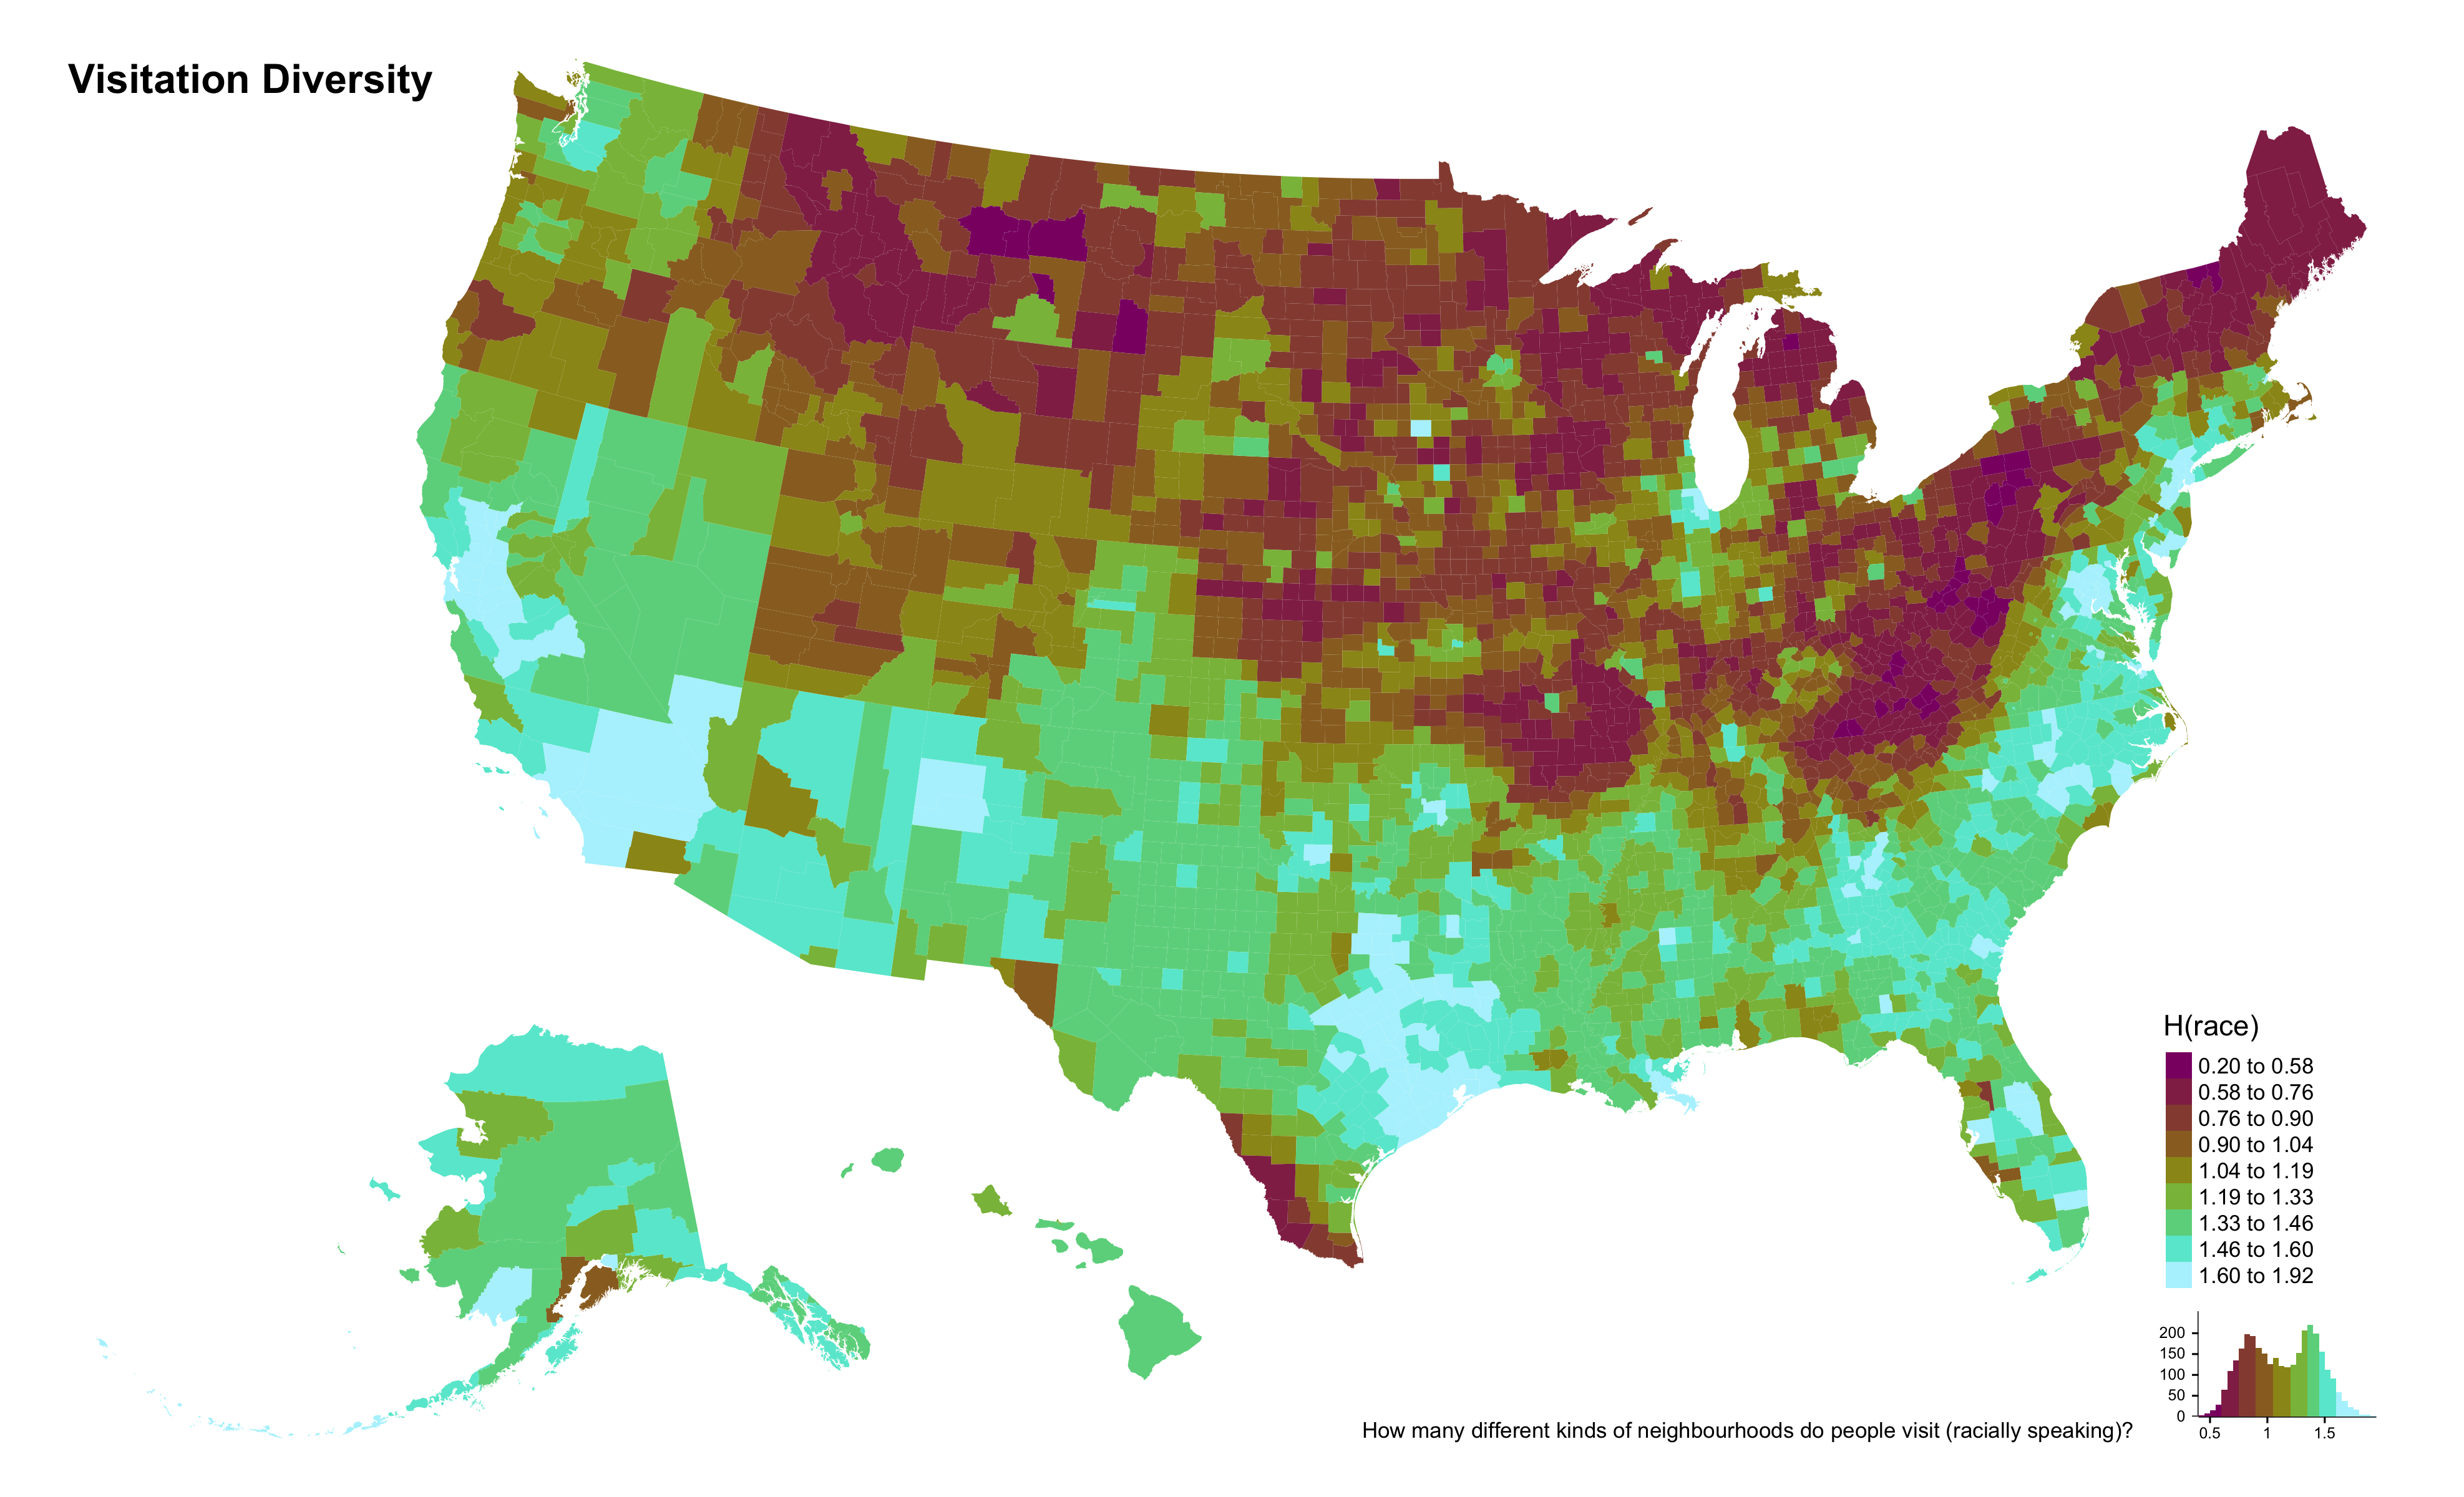 Visitation Diversity
H(race)
0.20 to 0.58
0.58 to 0.76
0.76 to 0.90
0.90 to 1.04
1.04 to 1.19
1.19 to 1.33
1.33 to 1.46
1.46 to 1.60
1.60 to 1.92
200
150
100
50
0
0.5 1 1.5
How many different kinds of neighbourhoods do people visit (racially speaking)?